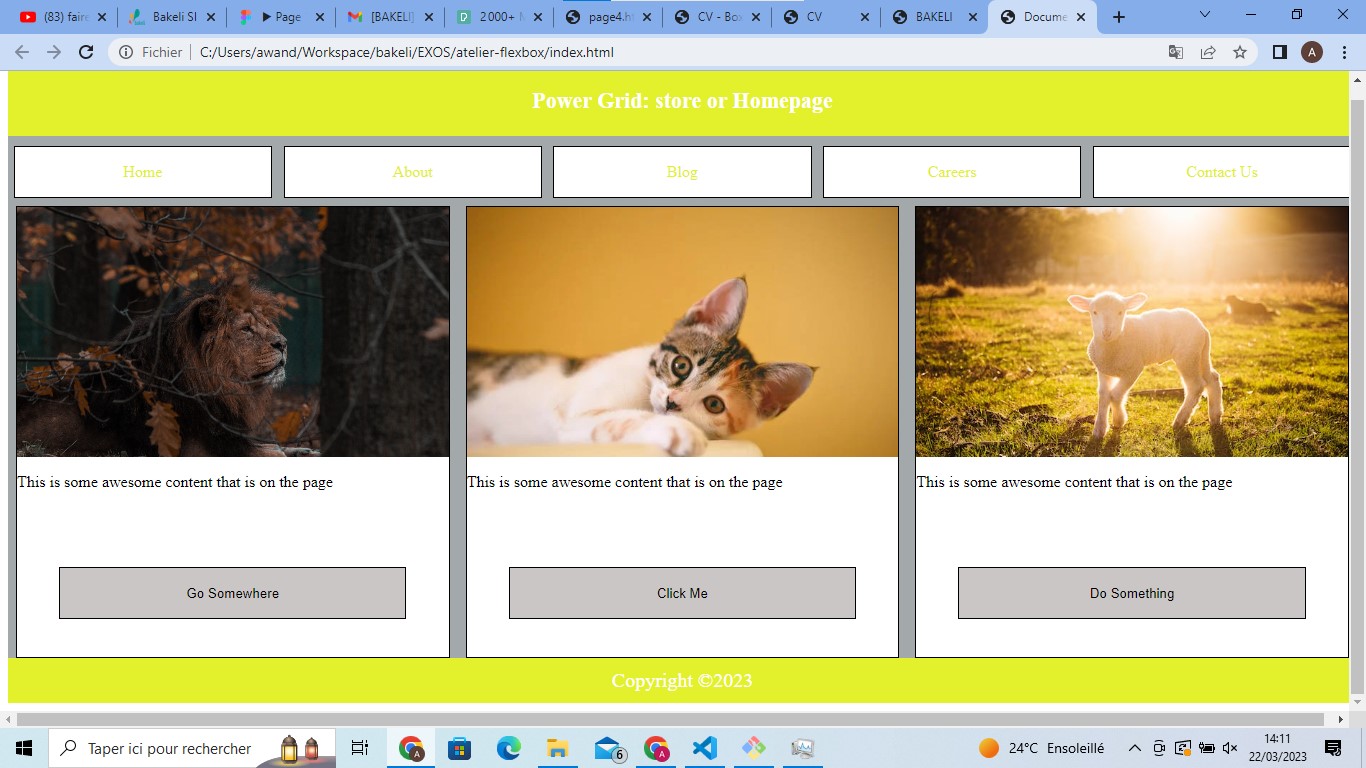 (83) faire
Bakeli Sl
Page
[BAKELI]
2000+ M
page4.ht
CV - Box
CV
BAKELI
Docume
Fichier
C:/Users/awand/Workspace/bakeli/EXOS/atelier-flexbox/index.html
A
Power Grid: store or Homepage
Home
About
Blog
Careers
Contact Us
This is some awesome content that is on the page
This is some awesome content that is on the page
This is some awesome content that is on the page
Go Somewhere
Click Me
Do Something
Copyright ©2023
Taper ici pour rechercher
A
6
A
24°C Ensoleillé
14:11
22/03/2023